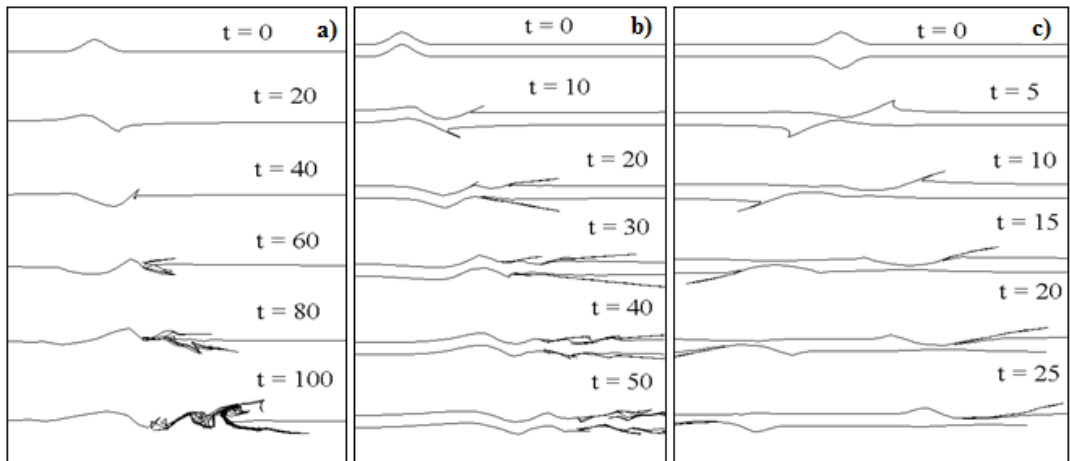 a)
t = 0
t = 20
t = 40
t = 60
t = 80
t = 100
b)
t = 0
t = 10
t = 20
t = 30
t = 40
t = 50
c)
t = 0
t = 5
t = 10
t = 15
t = 20
t = 25